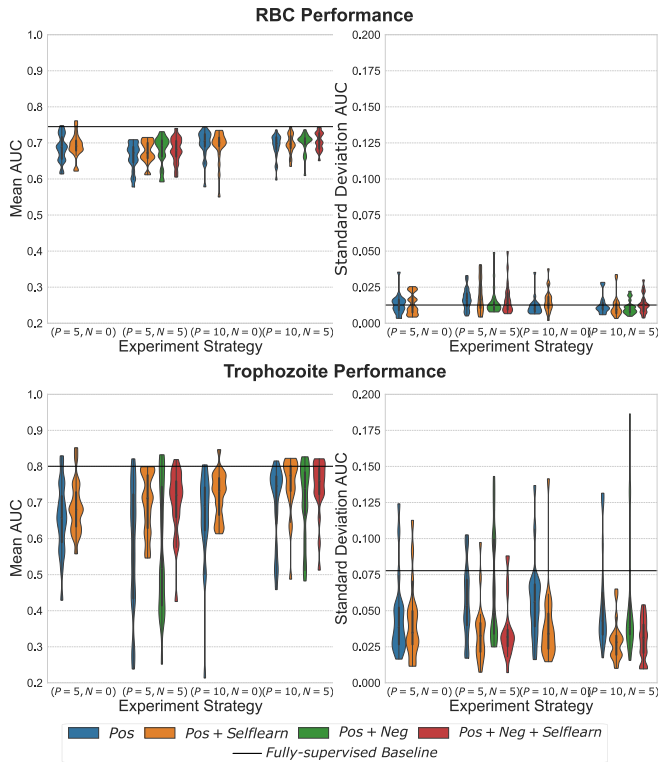 RBC Performance
Mean AUC
1.0
0.9
0.8
0.7
0.6
0.5
0.4
0.3
0.2
(P = 5, N = 0) (P = 5, N = 5)(P = 10, N = 0)(P = 10, N = 5)
Experiment Strategy
Standard Deviation AUC
0.200
0.175
0.150
0.125
0.100
0.075
0.050
0.025
0.000
(P = 5, N = 0) (P = 5, N = 5)(P = 10, N = 0)(P = 10, N = 5)
Experiment Strategy
Trophozoite Performance
Mean AUC
1.0
0.9
0.8
0.7
0.6
0.5
0.4
0.3
0.2
(P = 5, N = 0) (P = 5, N = 5)(P = 10, N = 0)(P = 10, N = 5)
Experiment Strategy
Standard Deviation AUC
0.200
0.175
0.150
0.125
0.100
0.075
0.050
0.025
0.000
(P = 5, N = 0) (P = 5, N = 5)(P = 10, N = 0)(P = 10, N = 5)
Experiment Strategy
Pos Pos + Selflearn Pos + Neg Pos + Neg + Selflearn
Fully-supervised Baseline